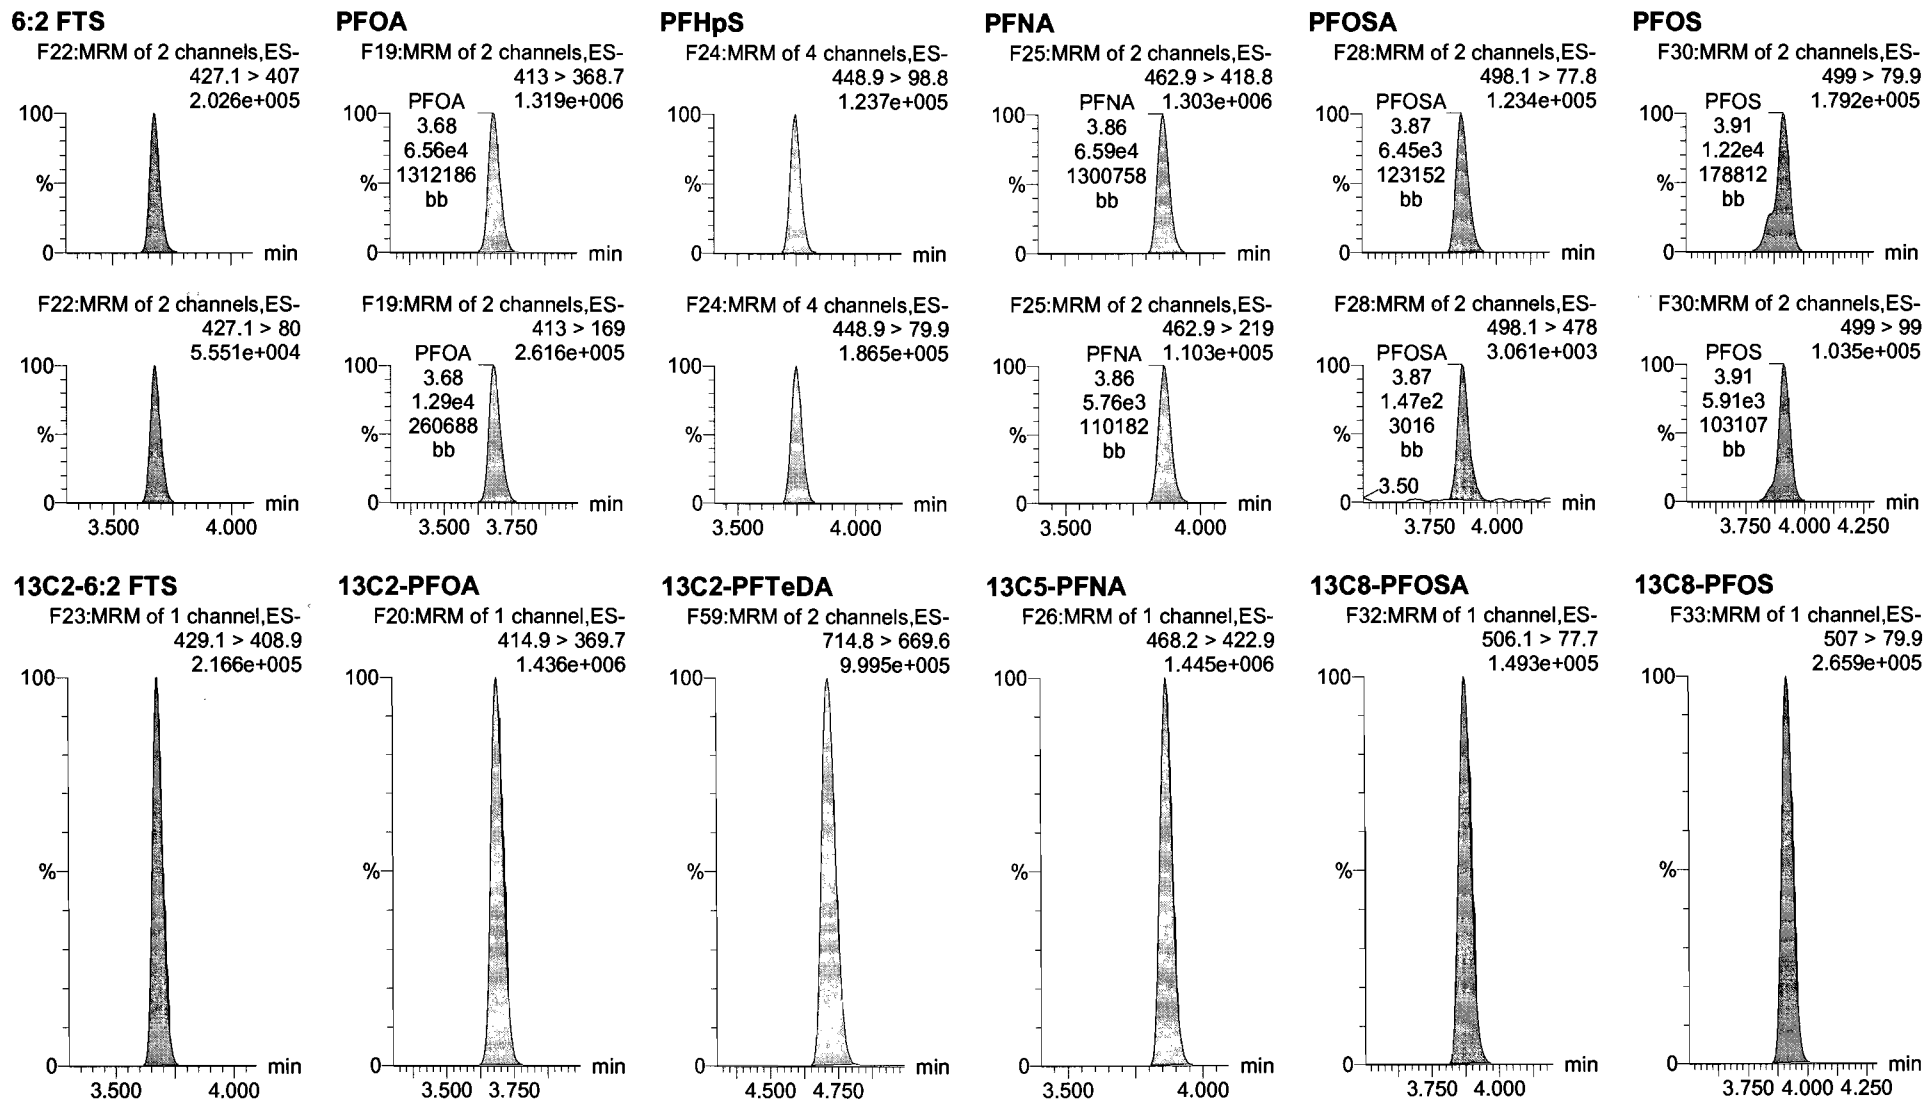 6:2 FTS
F22:MRM of 2 channels,ES-
427.1 > 407
2.026e+005
100
%
0
min
F22:MRM of 2 channels,ES-
427.1 > 80
5.551e+004
100
%
0
min
3.500 4.000
PFOA
F19:MRM of 2 channels,ES-
413 > 368.7
1.319e+006
100
PFOA
3.68
6.56e4
1312186
bb
%
0
min
F19:MRM of 2 channels,ES-
413 > 169
2.616e+005
100
PFOA
3.68
1.29e4
260688
bb
%
0
min
3.500 3.750
PFHpS
F24:MRM of 4 channels,ES-
448.9 > 98.8
1.237e+005
100
%
0
min
F24:MRM of 4 channels,ES-
448.9 > 79.9
1.865e+005
100
%
0
min
3.500 4.000
PFNA
F25:MRM of 2 channels,ES-
462.9 > 418.8
1.303e+006
100
PFNA
3.86
6.59e4
1300758
bb
%
0
min
F25:MRM of 2 channels,ES-
462.9 > 219
1.103e+005
100
PFNA
3.86
5.76e3
110182
bb
%
0
min
3.500 4.000
PFOSA
F28:MRM of 2 channels,ES-
498.1 > 77.8
1.234e+005
100
PFOSA
3.87
6.45e3
123152
bb
%
0
min
F28:MRM of 2 channels,ES-
498.1 > 478
3.061e+003
100
PFOSA
3.87
1.47e2
3016
bb
%
3.50
0
min
3.750 4.000
PFOS
F30:MRM of 2 channels,ES-
499 > 79.9
1.792e+005
100
PFOS
3.91
1.22e4
178812
bb
%
0
min
F30:MRM of 2 channels,ES-
499 > 99
1.035e+005
100
PFOS
3.91
5.91e3
103107
bb
%
0
min
3.750 4.000 4.250
13C2-6:2 FTS
F23:MRM of 1 channel,ES-
429.1 > 408.9
2.166e+005
100
%
0
min
3.500 4.000
13C2-PFOA
F20:MRM of 1 channel,ES-
414.9 > 369.7
1.436e+006
100
%
0
min
3.500 3.750
13C2-PFTeDA
F59:MRM of 2 channels,ES-
714.8 > 669.6
9.995e+005
100
%
0
min
4.500 4.750
13C5-PFNA
F26:MRM of 1 channel,ES-
468.2 > 422.9
1.445e+006
100
%
0
min
3.500 4.000
13C8-PFOSA
F32:MRM of 1 channel,ES-
506.1 > 77.7
1.493e+005
100
%
0
min
3.750 4.000
13C8-PFOS
F33:MRM of 1 channel,ES-
507 > 79.9
2.659e+005
100
%
0
min
3.750 4.000 4.250